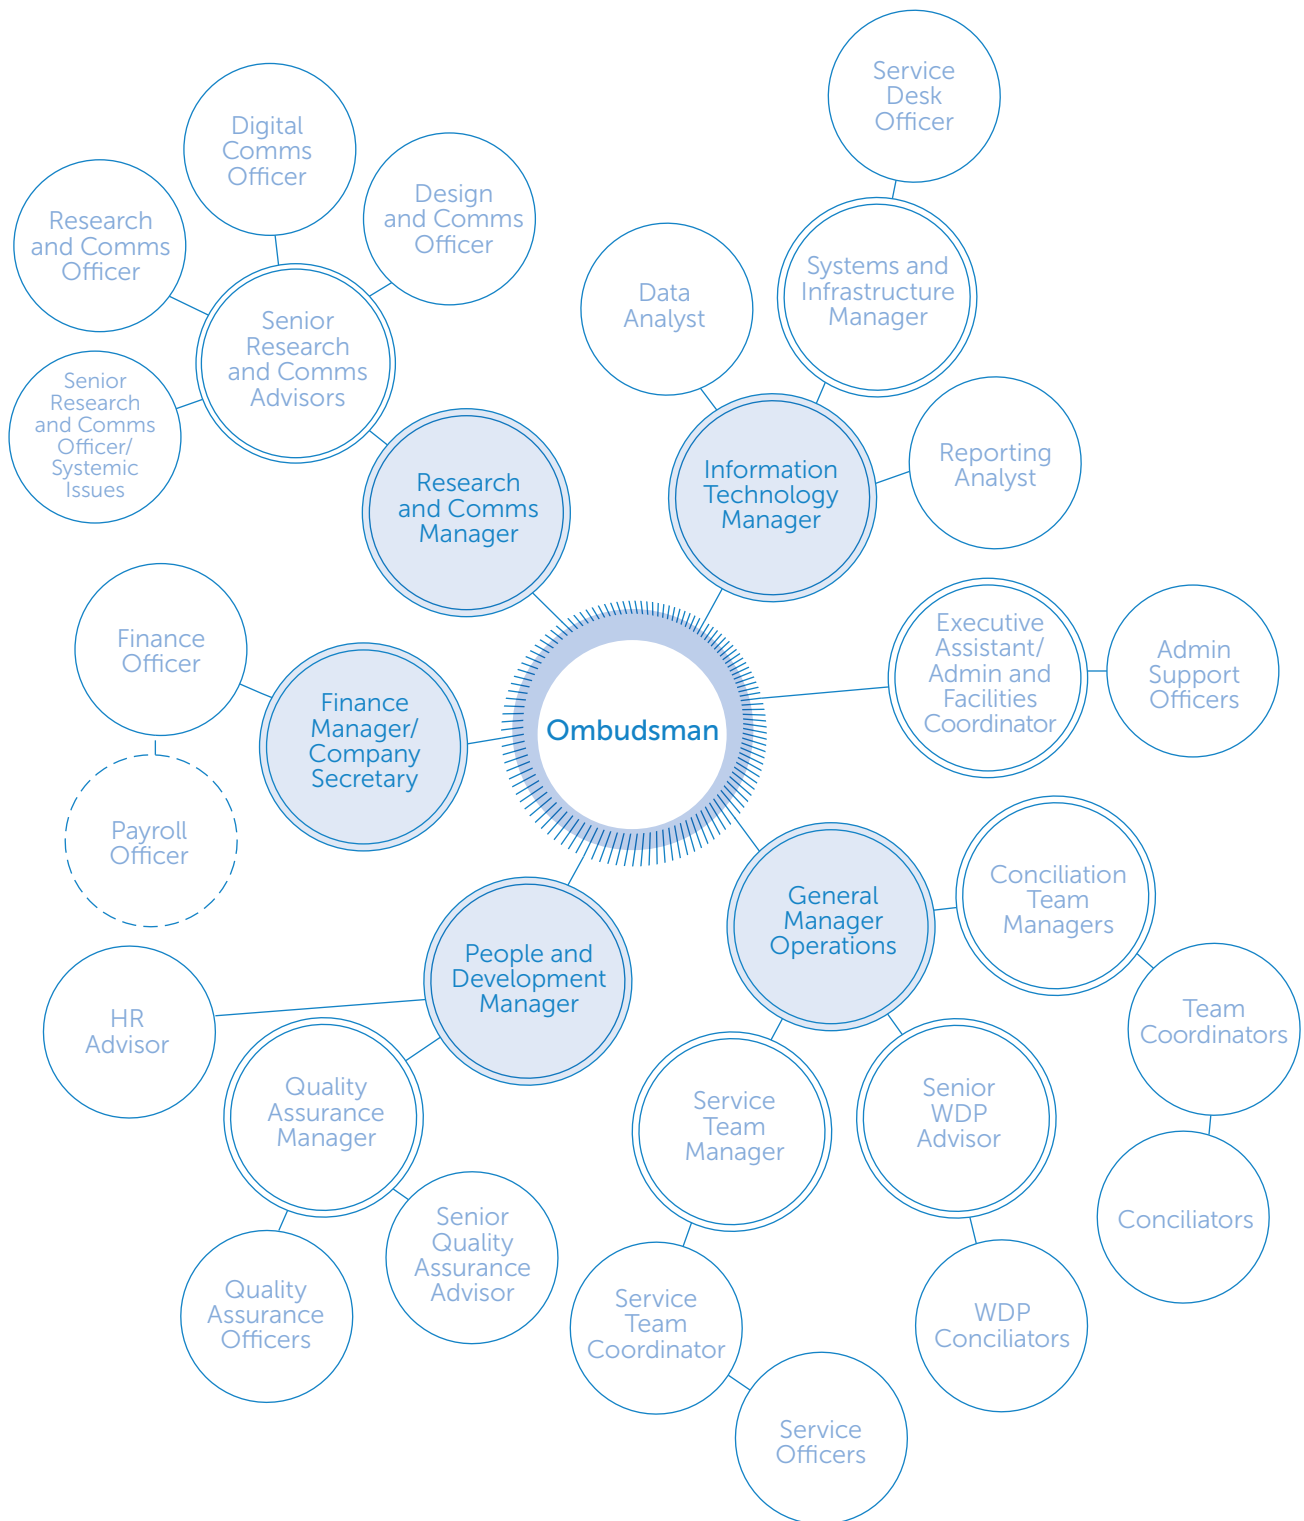 Service
Desk
Officer
Digital
Comms
Officer
Design
and Comms
Officer
Research
and Comms
Officer
Systems and
Infrastructure
Manager
Data
Analyst
Senior
Research
and Comms
Advisors
Senior
Research
and Comms
Officer/
Systemic
Issues
Research
and Comms
Manager
Information
Technology
Manager
Reporting
Analyst
Finance
Officer
Finance
Manager/
Company
Secretary
Ombudsman
Executive
Assistant/
Admin and
Facilities
Coordinator
Admin
Support
Officers
Payroll
Officer
General
Manager
Operations
Conciliation
Team
Managers
People and
Development
Manager
HR
Advisor
Team
Coordinators
Quality
Assurance
Manager
Service
Team
Manager
Senior
WDP
Advisor
Conciliators
Senior
Quality
Assurance
Advisor
Quality
Assurance
Officers
Service
Team
Coordinator
WDP
Conciliators
Service
Officers